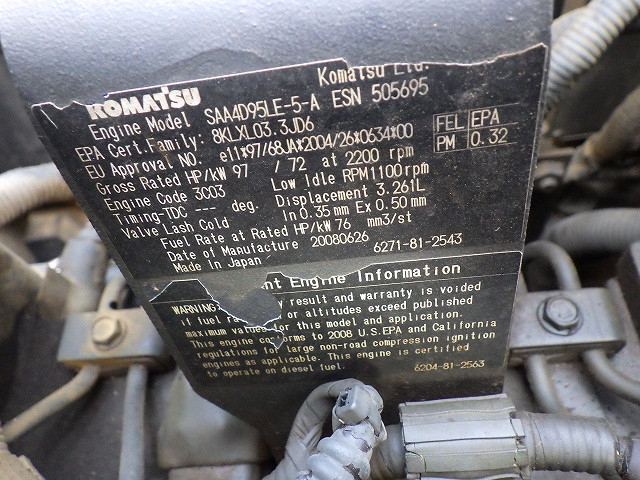 KOMATSU
Komatsu Ltd.
Engine Model SAA4D95LE-5-A ESN 505695
EPA Cert.Family: 8KLXL03.3JD6
EU Approval NO. e11*97/68JA*2004/26*0634*00
FEL EPA
PM 0.32
Gross Rated HP/kW 97 / 72 at 2200 rpm
Engine Code 3C03 Low Idle RPM1100rpm
Timing-TDC --- deg. Displacement 3.261L
Valve Lash Cold In 0.35mm Ex 0.50mm
Fuel Rate at Rated HP/kW 76 mm3/st
Date of Manufacture 20080626
Made In Japan 6271-81-2543
nt Engine Information
WARNING: y result and warranty is voided
if fuel r or altitudes exceed published
maximum values for this model and application.
This engine conforms to 2008 U.S.EPA and California
regulations for large non-road compression ignition
engines as applicable. This engine is certified
to operate on diesel fuel. 6204-81-2563